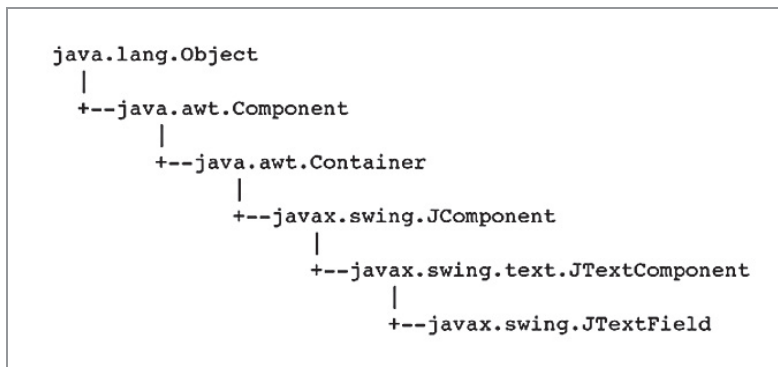 java.lang.Object
|
+--java.awt.Component
|
+--java.awt.Container
|
+--javax.swing.JComponent
|
+--javax.swing.text.JTextComponent
|
+--javax.swing.JTextField